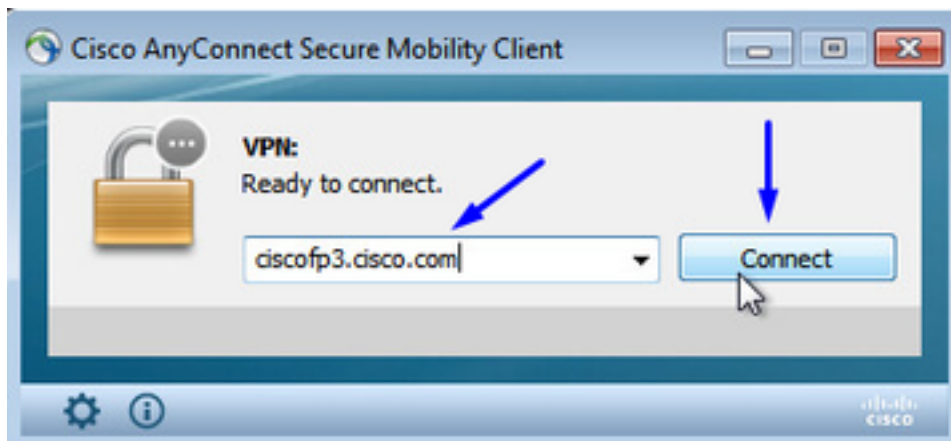 Cisco AnyConnect Secure Mobility Client
VPN:
Ready to connect.
ciscofp3.cisco.com
Connect
CISCO